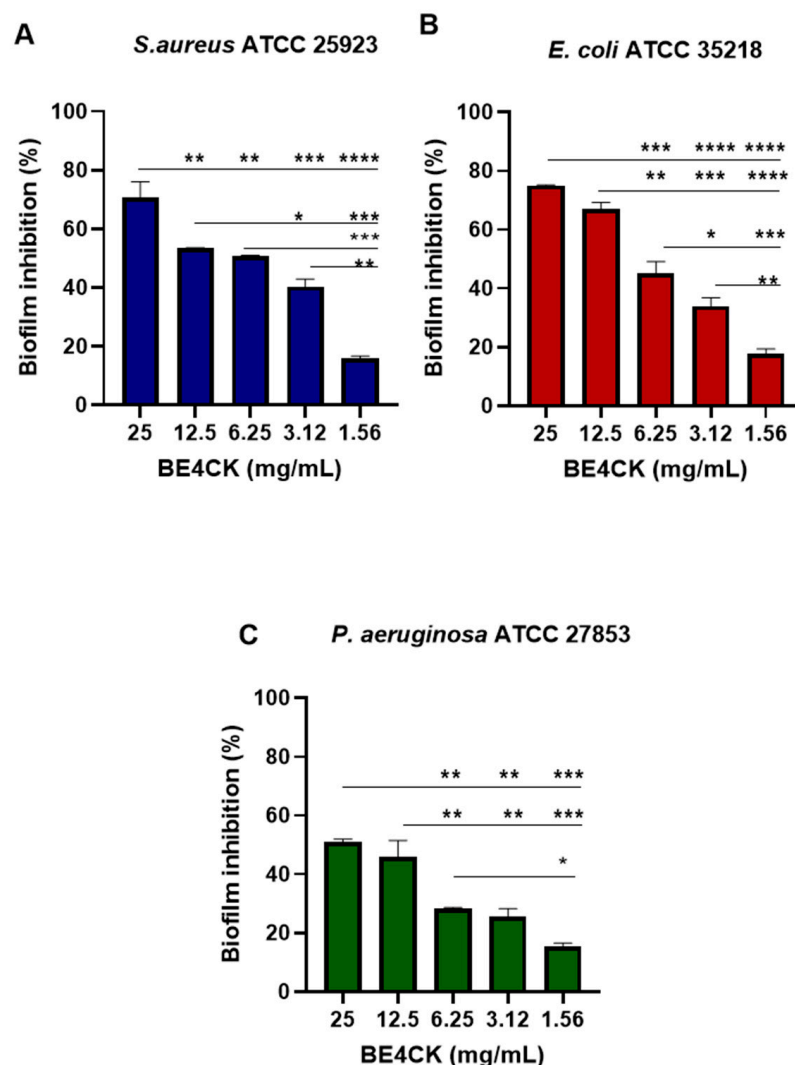 A
S.aureus ATCC 25923
Biofilm inhibition (%)
100
80
60
40
20
0
** ** *** ****
* ***
***
**
25 12.5 6.25 3.12 1.56
BE4CK (mg/mL)
B
E. coli ATCC 35218
Biofilm inhibition (%)
100
80
60
40
20
0
*** **** ****
** *** ****
* ***
**
25 12.5 6.25 3.12 1.56
BE4CK (mg/mL)
C
P. aeruginosa ATCC 27853
Biofilm inhibition (%)
100
80
60
40
20
0
** ** ***
** ** ***
*
25 12.5 6.25 3.12 1.56
BE4CK (mg/mL)